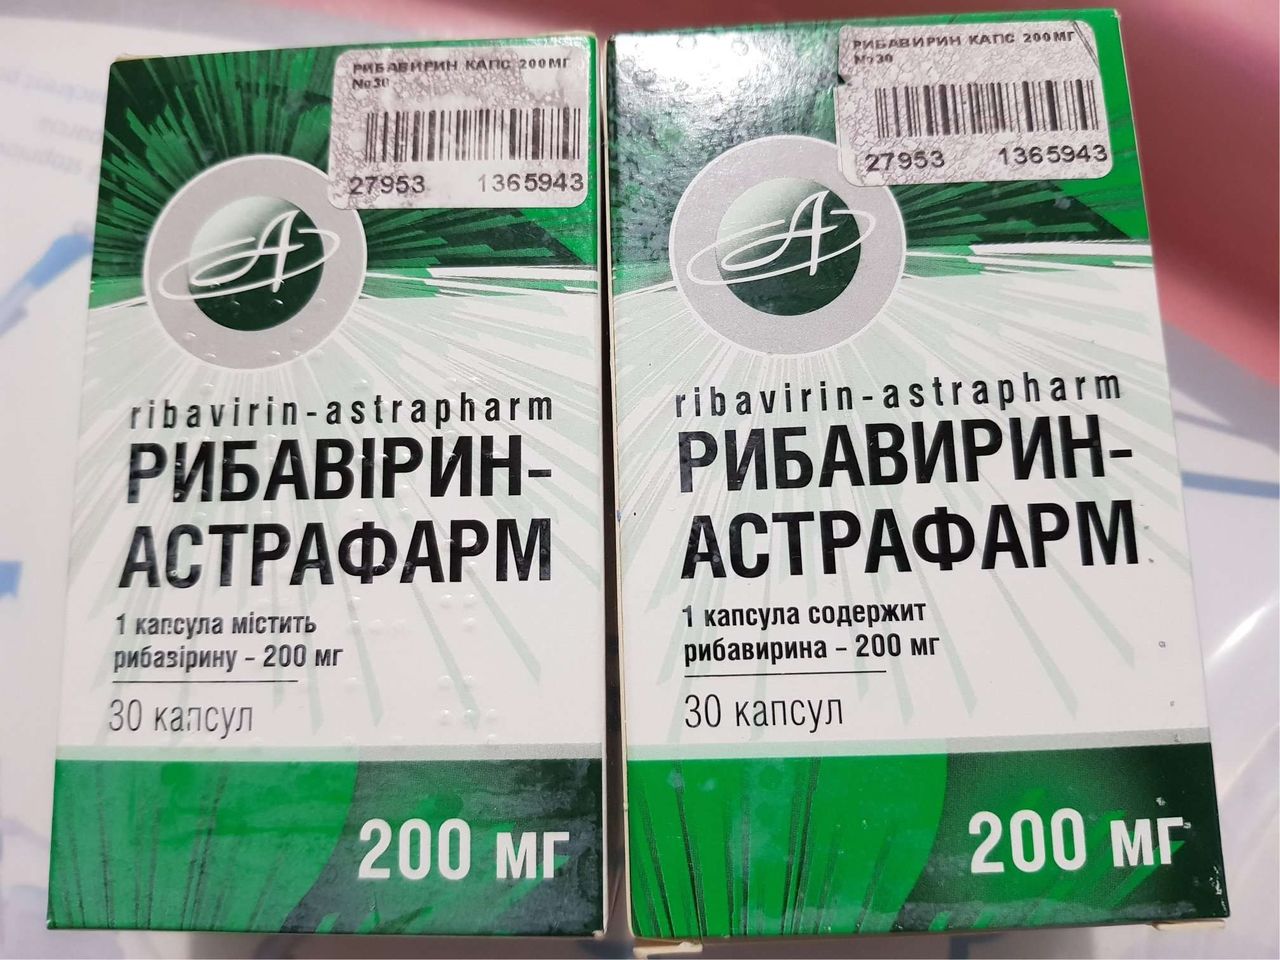 РИБАВИРИН КАПС 200МГ
№30
27953 1365943
ribavirin-astrapharm
РИБАВІРИН-
АСТРАФАРМ
1 капсула містить
рибавірину – 200 мг
30 капсул
200 мг
РИБАВИРИН КАПС 200МГ
№30
27953 1365943
ribavirin-astrapharm
РИБАВИРИН-
АСТРАФАРМ
1 капсула содержит
рибавирина – 200 мг
30 капсул
200 мг